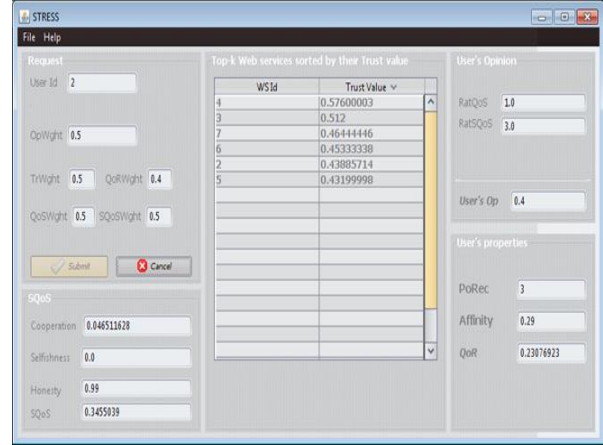 STRESS
File Help
Request
User Id 2
OpWght 0.5
TrWght 0.5 QoRWght 0.4
QoSWght 0.5 SQoSWght 0.5
Submit Cancel
SQoS
Cooperation 0.046511628
Selfishness 0.0
Honesty 0.99
SQoS 0.3455039
Top-k Web services sorted by their Trust value
WSId Trust Value
4 0.57600003
3 0.512
7 0.46444446
6 0.45333338
2 0.43885714
5 0.43199998
User's Opinion
RatQoS 1.0
RatSQoS 3.0
User's Op 0.4
User's properties
PoRec 3
Affinity 0.29
QoR 0.23076923